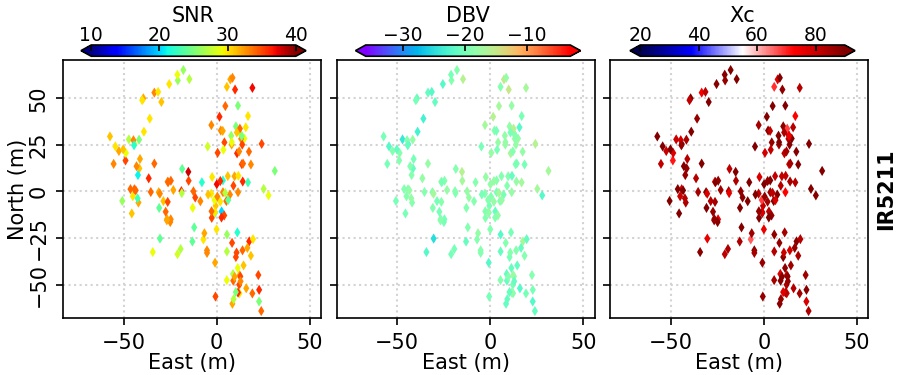 SNR DBV Xc
10 20 30 40 −30 −20 −10 20 40 60 80
North (m)
50
25
0
−25
−50
−50 0 50 −50 0 50 −50 0 50
East (m) East (m) East (m)
IR5211